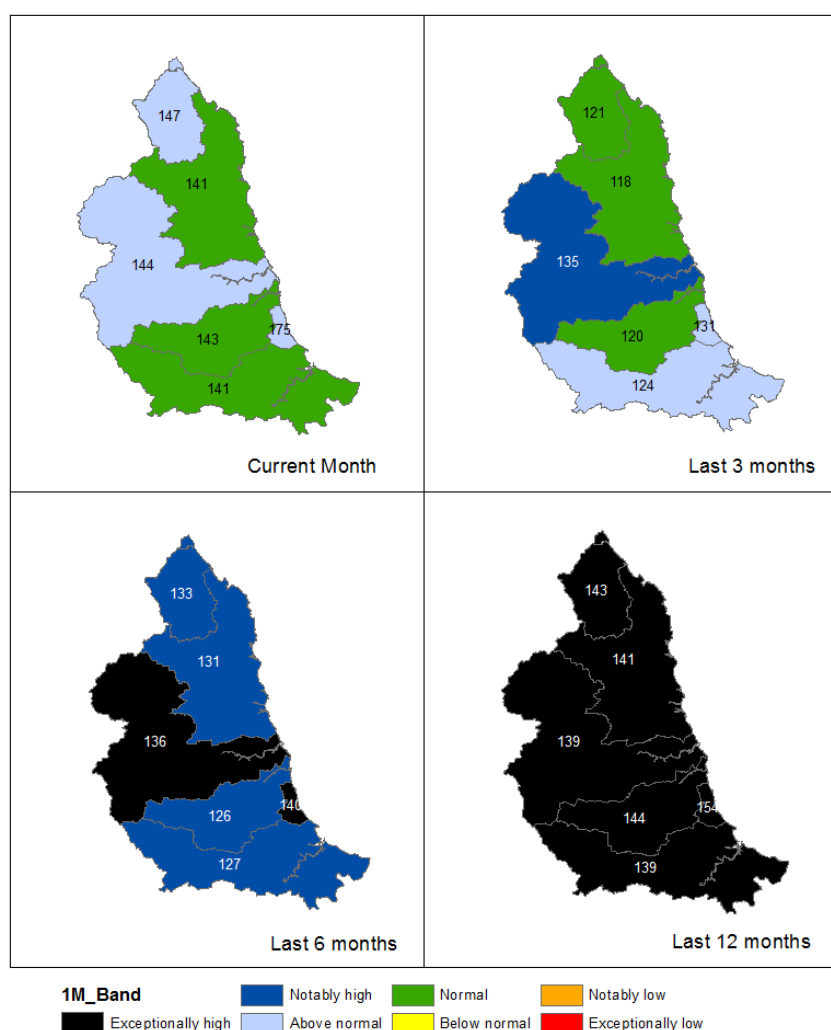 147
141
144
175
143
141
Current Month
121
118
135
131
120
124
Last 3 months
133
131
136
140
126
127
Last 6 months
143
141
139
154
144
139
Last 12 months
1M_Band
Notably high
Normal
Notably low
Exceptionally high
Above normal
Below normal
Exceptionally low